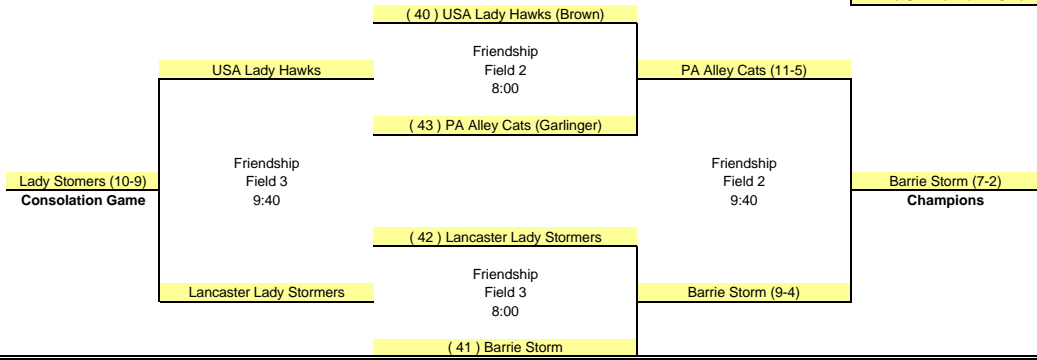 ( 40 ) USA Lady Hawks (Brown)
Friendship
Field 2
8:00
USA Lady Hawks
PA Alley Cats (11-5)
( 43 ) PA Alley Cats (Garlinger)
Friendship
Field 3
9:40
Friendship
Field 2
9:40
Lady Stomers (10-9)
Consolation Game
Barrie Storm (7-2)
Champions
( 42 ) Lancaster Lady Stormers
Friendship
Field 3
8:00
Lancaster Lady Stormers
Barrie Storm (9-4)
( 41 ) Barrie Storm